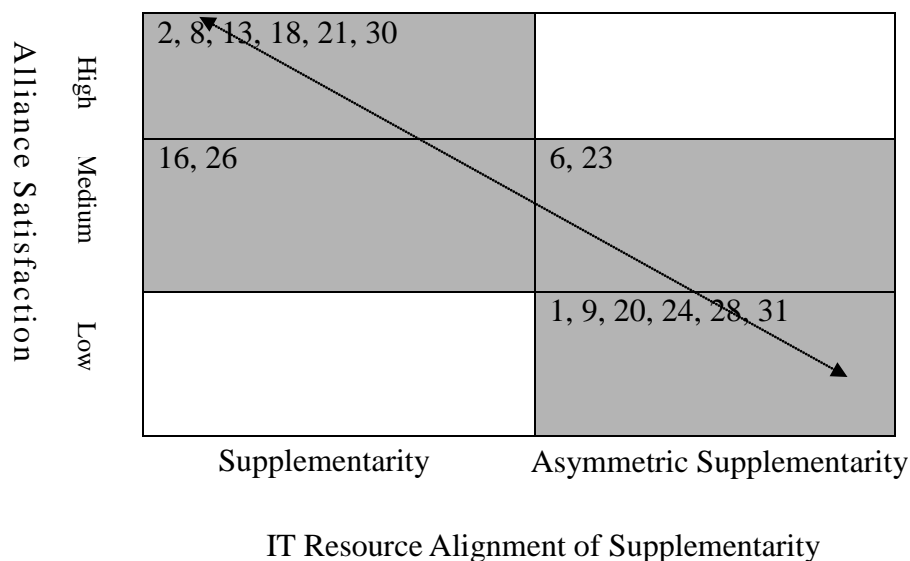 Alliance Satisfaction
High
2, 8, 13, 18, 21, 30
Medium
16, 26
6, 23
Low
1, 9, 20, 24, 28, 31
Supplementarity
Asymmetric Supplementarity
IT Resource Alignment of Supplementarity